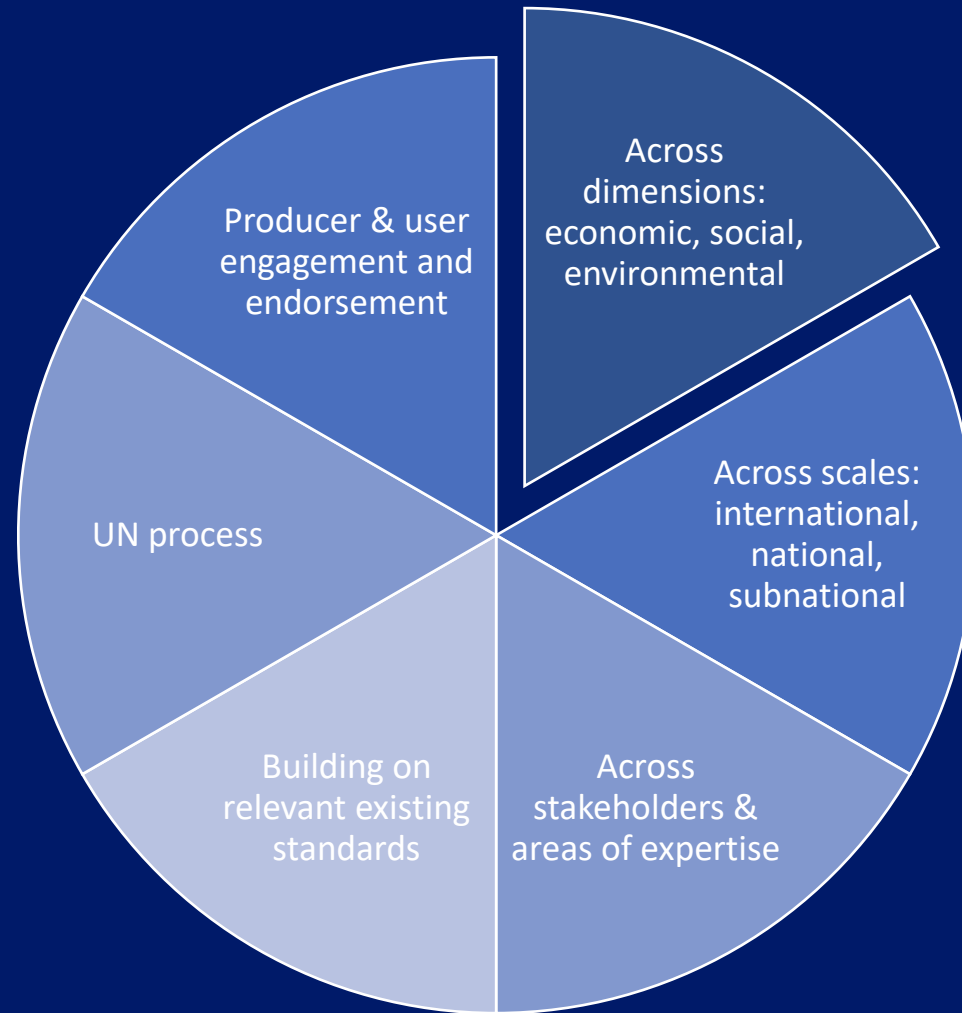 Across
dimensions:
economic, social,
environmental
Across scales:
international,
national,
subnational
Across
stakeholders &
areas of expertise
Building on
relevant existing
standards
UN process
Producer & user
engagement and
endorsement